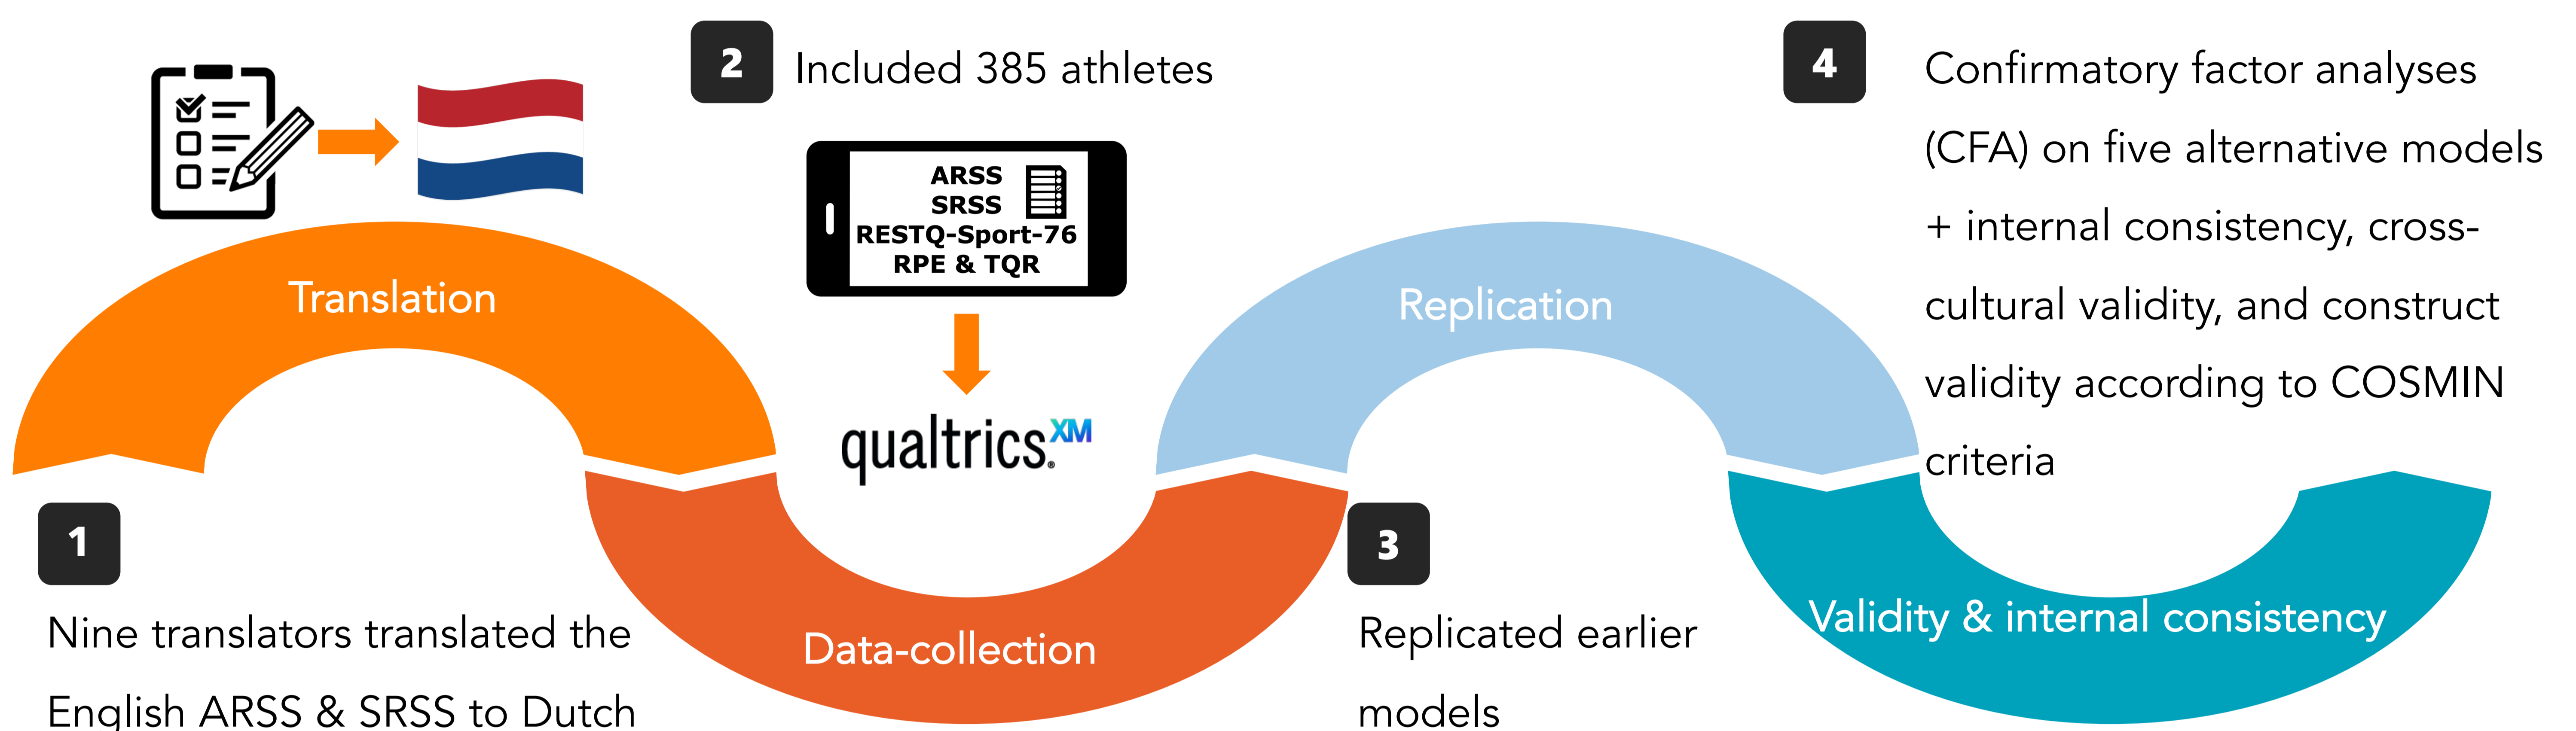 Translation
1
Nine translators translated the
English ARSS & SRSS to Dutch
2
Included 385 athletes
ARSS
SRSS
RESTQ-Sport-76
RPE & TQR
qualtrics.XM
Data-collection
Replication
3
Replicated earlier
models
4
Confirmatory factor analyses
(CFA) on five alternative models
+ internal consistency, cross-
cultural validity, and construct
validity according to COSMIN
criteria
Validity & internal consistency